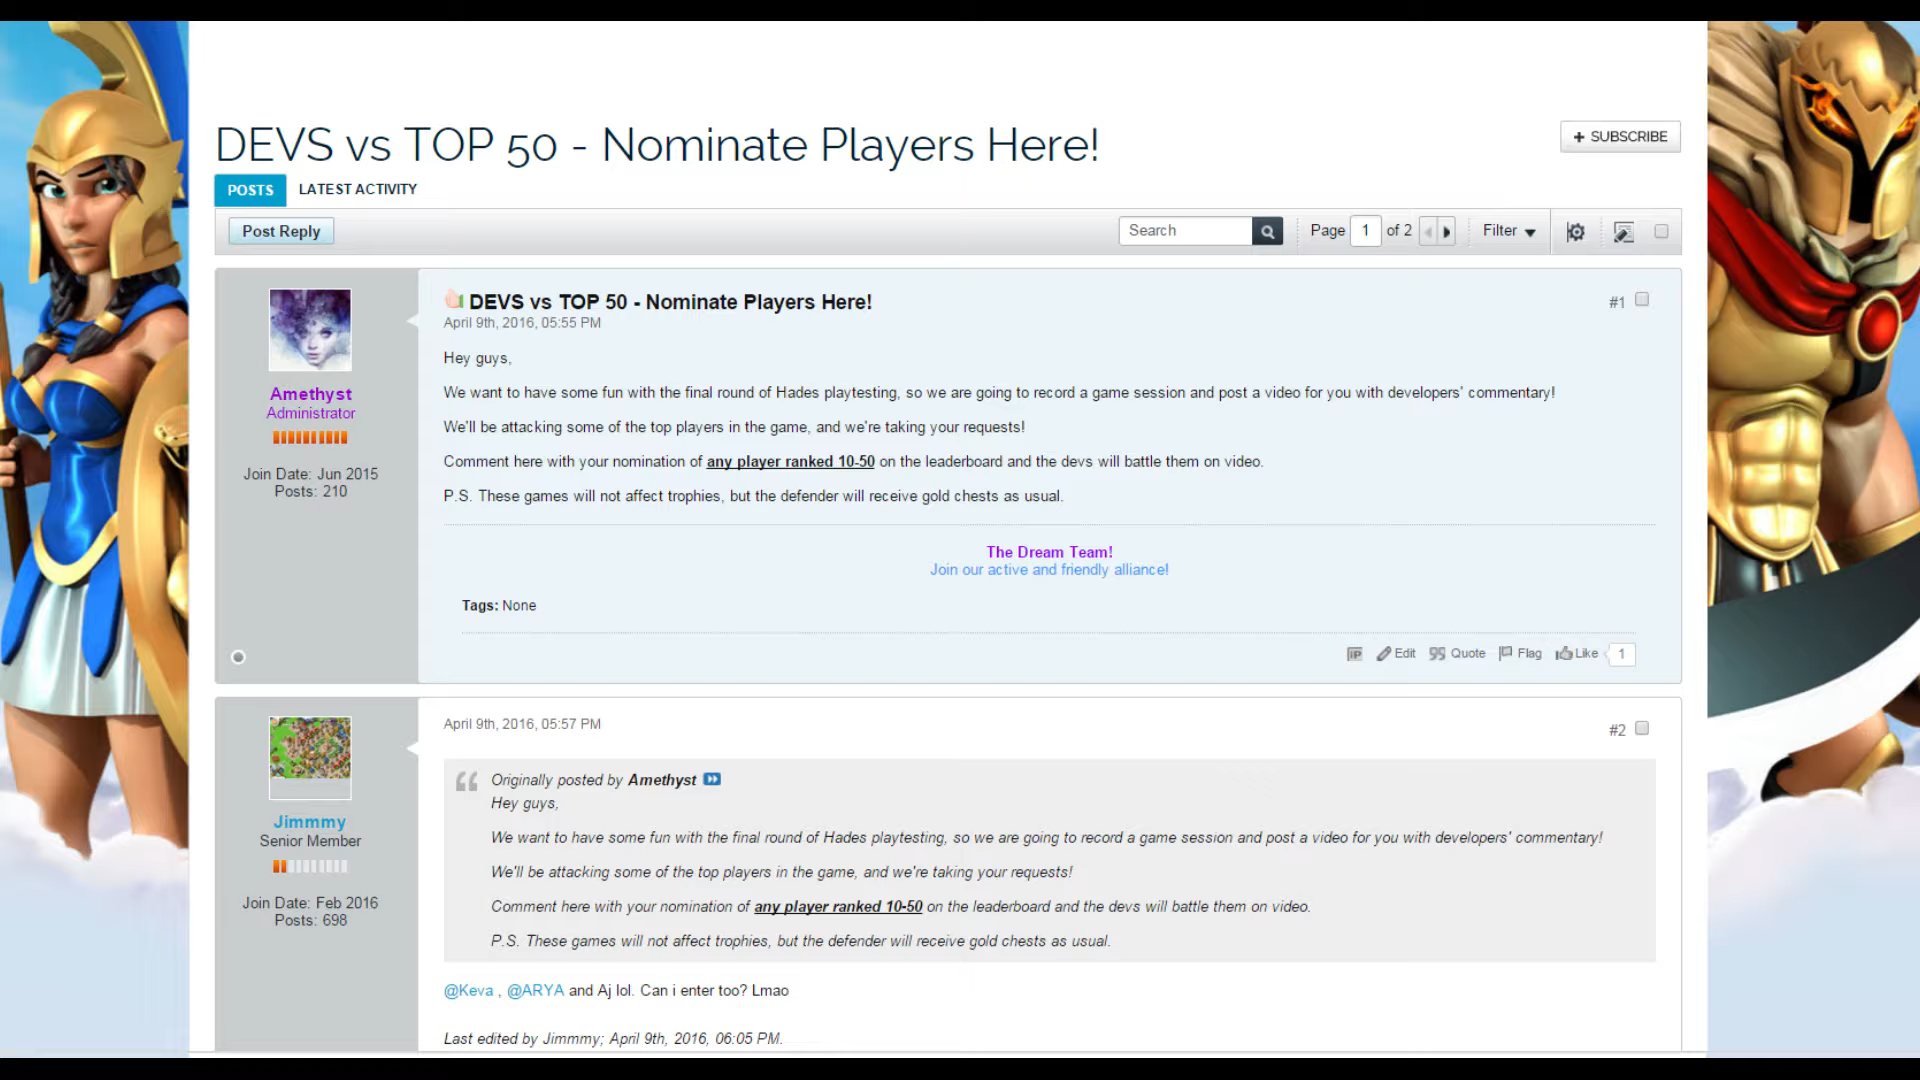 DEVS vs TOP 50 - Nominate Players Here!
+ SUBSCRIBE
POSTS LATEST ACTIVITY
Post Reply Search Page 1 of 2 Filter
DEVS vs TOP 50 - Nominate Players Here!
#1
April 9th, 2016, 05:55 PM
Amethyst
Administrator
Join Date: Jun 2015
Posts: 210
Hey guys,
We want to have some fun with the final round of Hades playtesting, so we are going to record a game session and post a video for you with developers' commentary!
We'll be attacking some of the top players in the game, and we're taking your requests!
Comment here with your nomination of any player ranked 10-50 on the leaderboard and the devs will battle them on video.
P.S. These games will not affect trophies, but the defender will receive gold chests as usual.
The Dream Team!
Join our active and friendly alliance!
Tags: None
IP Edit Quote Flag Like 1
April 9th, 2016, 05:57 PM
#2
Jimmmy
Senior Member
Join Date: Feb 2016
Posts: 698
Originally posted by Amethyst
Hey guys,
We want to have some fun with the final round of Hades playtesting, so we are going to record a game session and post a video for you with developers' commentary!
We'll be attacking some of the top players in the game, and we're taking your requests!
Comment here with your nomination of any player ranked 10-50 on the leaderboard and the devs will battle them on video.
P.S. These games will not affect trophies, but the defender will receive gold chests as usual.
@Keva , @ARYA and Aj lol. Can i enter too? Lmao
Last edited by Jimmmy; April 9th, 2016, 06:05 PM.